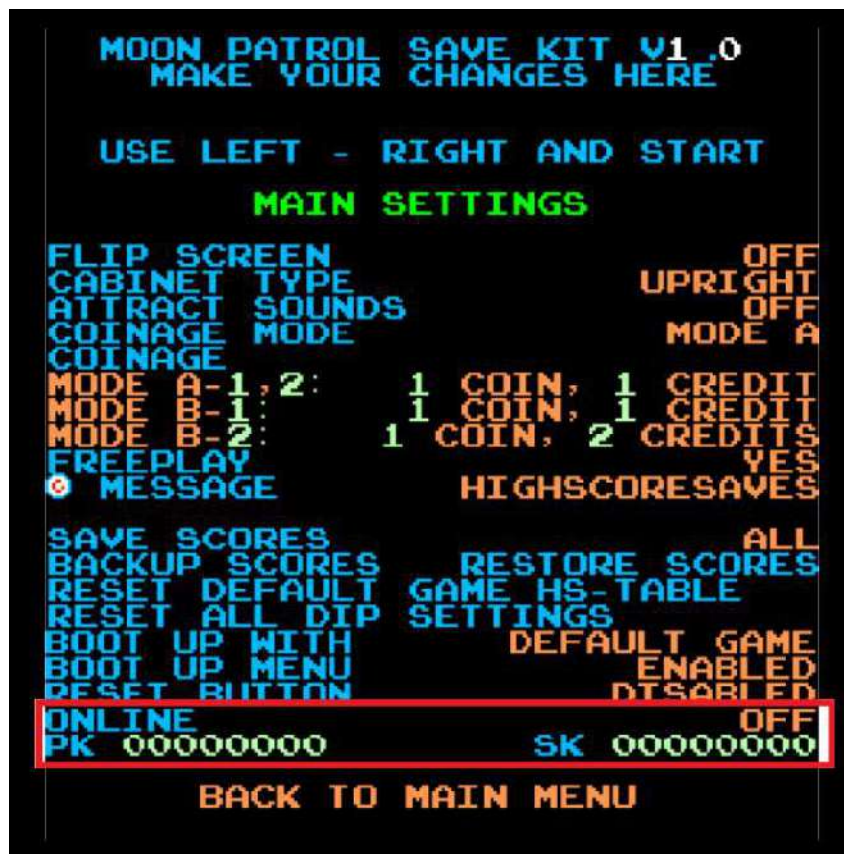 MOON PATROL SAVE KIT V1.0
MAKE YOUR CHANGES HERE
USE LEFT - RIGHT AND START
MAIN SETTINGS
FLIP SCREEN OFF
CABINET TYPE UPRIGHT
ATTRACT SOUNDS OFF
COINAGE MODE MODE A
COINAGE
MODE A-1,2: 1 COIN, 1 CREDIT
MODE B-1: 1 COIN, 1 CREDIT
MODE B-2: 1 COIN, 2 CREDITS
FREEPLAY YES
MESSAGE HIGHSCORESAVES
SAVE SCORES ALL
BACKUP SCORES RESTORE SCORES
RESET DEFAULT GAME HS-TABLE
RESET ALL DIP SETTINGS
BOOT UP WITH DEFAULT GAME
BOOT UP MENU ENABLED
RESET BUTTON DISABLED
ONLINE OFF
PK 00000000 SK 00000000
BACK TO MAIN MENU